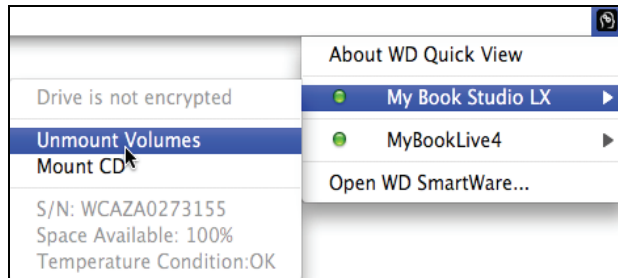 About WD Quick View
My Book Studio LX
MyBookLive4
Open WD SmartWare...
Drive is not encrypted
Unmount Volumes
Mount CD
S/N: WCAZA0273155
Space Available: 100%
Temperature Condition:OK